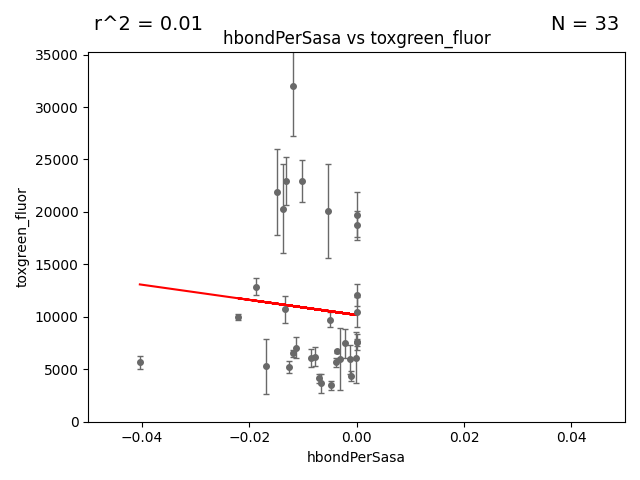 r^2 = 0.01
N = 33
hbondPerSasa vs toxgreen_fluor
35000
30000
25000
20000
15000
10000
5000
0
toxgreen_fluor
−0.04
−0.02
0.00
0.02
0.04
hbondPerSasa